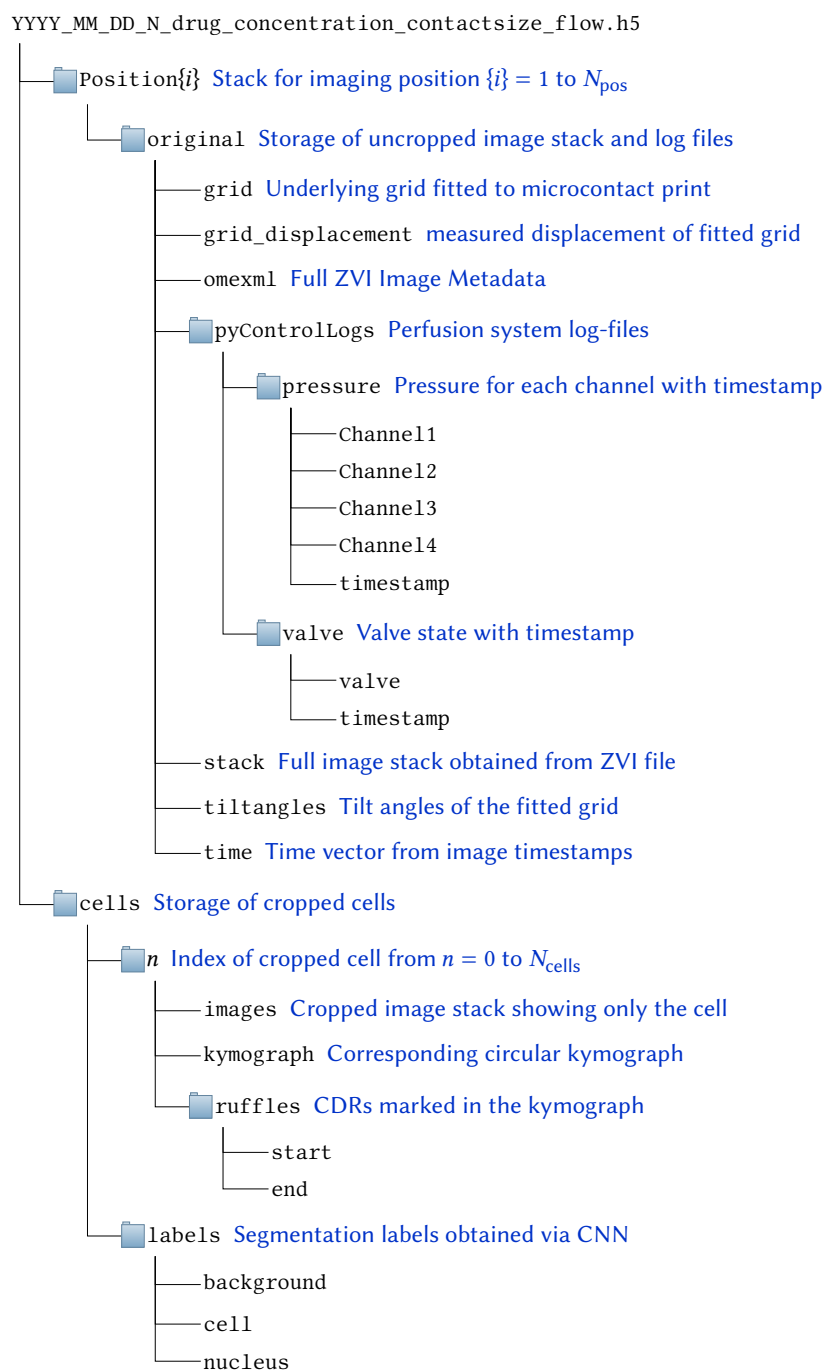 YYYY_MM_DD_N_drug_concentration_contactsize_flow.h5
Position{i} Stack for imaging position {i} = 1 to Npos
original Storage of uncropped image stack and log files
grid Underlying grid fitted to microcontact print
grid_displacement measured displacement of fitted grid
omexml Full ZVI Image Metadata
pyControlLogs Perfusion system log-files
pressure Pressure for each channel with timestamp
Channel1
Channel2
Channel3
Channel4
timestamp
valve Valve state with timestamp
valve
timestamp
stack Full image stack obtained from ZVI file
tiltangles Tilt angles of the fitted grid
time Time vector from image timestamps
cells Storage of cropped cells
n Index of cropped cell from n = 0 to Ncells
images Cropped image stack showing only the cell
kymograph Corresponding circular kymograph
ruffles CDRs marked in the kymograph
start
end
labels Segmentation labels obtained via CNN
background
cell
nucleus